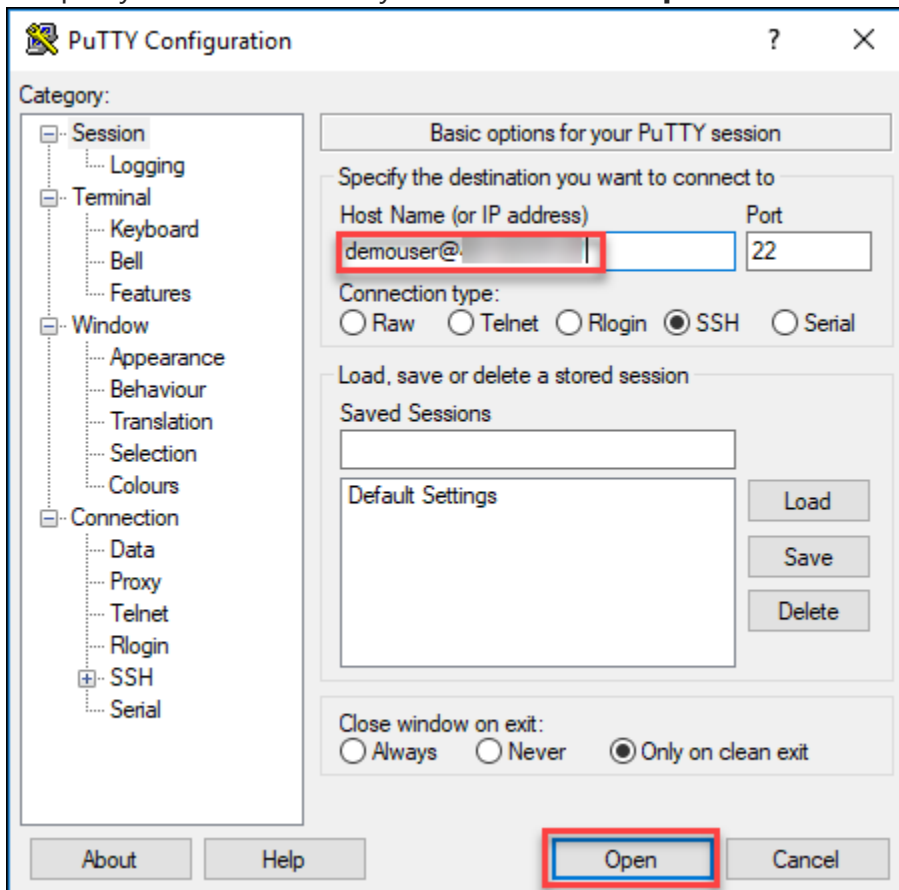 PuTTY Configuration ? ×
Category:
Session
Logging
Terminal
Keyboard
Bell
Features
Window
Appearance
Behaviour
Translation
Selection
Colours
Connection
Data
Proxy
Telnet
Rlogin
SSH
Serial
Basic options for your PuTTY session
Specify the destination you want to connect to
Host Name (or IP address) Port
demouser@ 22
Connection type:
Raw Telnet Rlogin SSH Serial
Load, save or delete a stored session
Saved Sessions
Default Settings
Load
Save
Delete
Close window on exit:
Always Never Only on clean exit
About Help Open Cancel